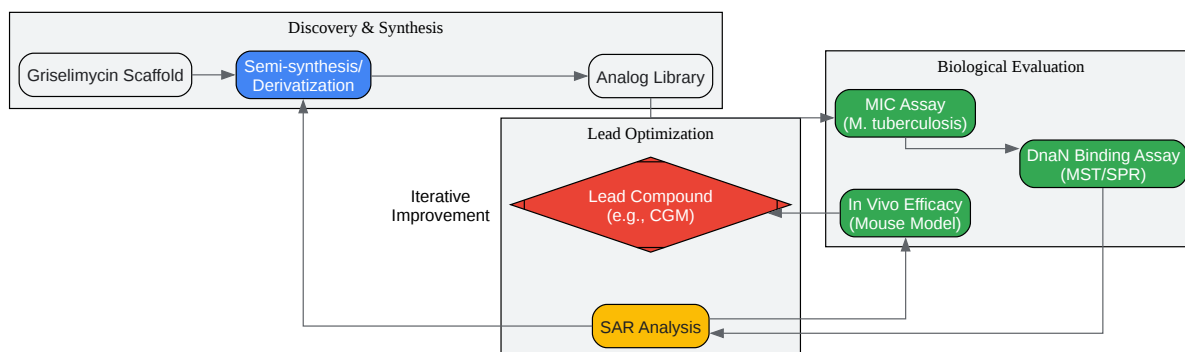 Discovery & Synthesis
Griselimycin Scaffold
Semi-synthesis/
Derivatization
Analog Library
Biological Evaluation
MIC Assay
(M. tuberculosis)
DnaN Binding Assay
(MST/SPR)
In Vivo Efficacy
(Mouse Model)
Lead Optimization
Lead Compound
(e.g., CGM)
Iterative
Improvement
SAR Analysis